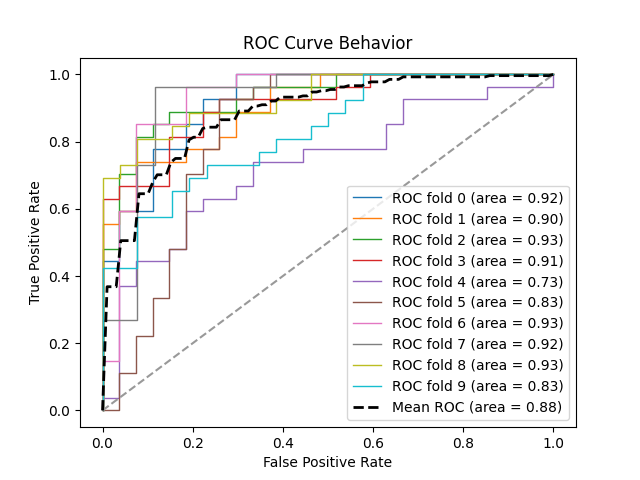 ROC Curve Behavior
True Positive Rate
1.0
0.8
0.6
0.4
0.2
0.0
ROC fold 0 (area = 0.92)
ROC fold 1 (area = 0.90)
ROC fold 2 (area = 0.93)
ROC fold 3 (area = 0.91)
ROC fold 4 (area = 0.73)
ROC fold 5 (area = 0.83)
ROC fold 6 (area = 0.93)
ROC fold 7 (area = 0.92)
ROC fold 8 (area = 0.93)
ROC fold 9 (area = 0.83)
Mean ROC (area = 0.88)
0.0 0.2 0.4 0.6 0.8 1.0
False Positive Rate